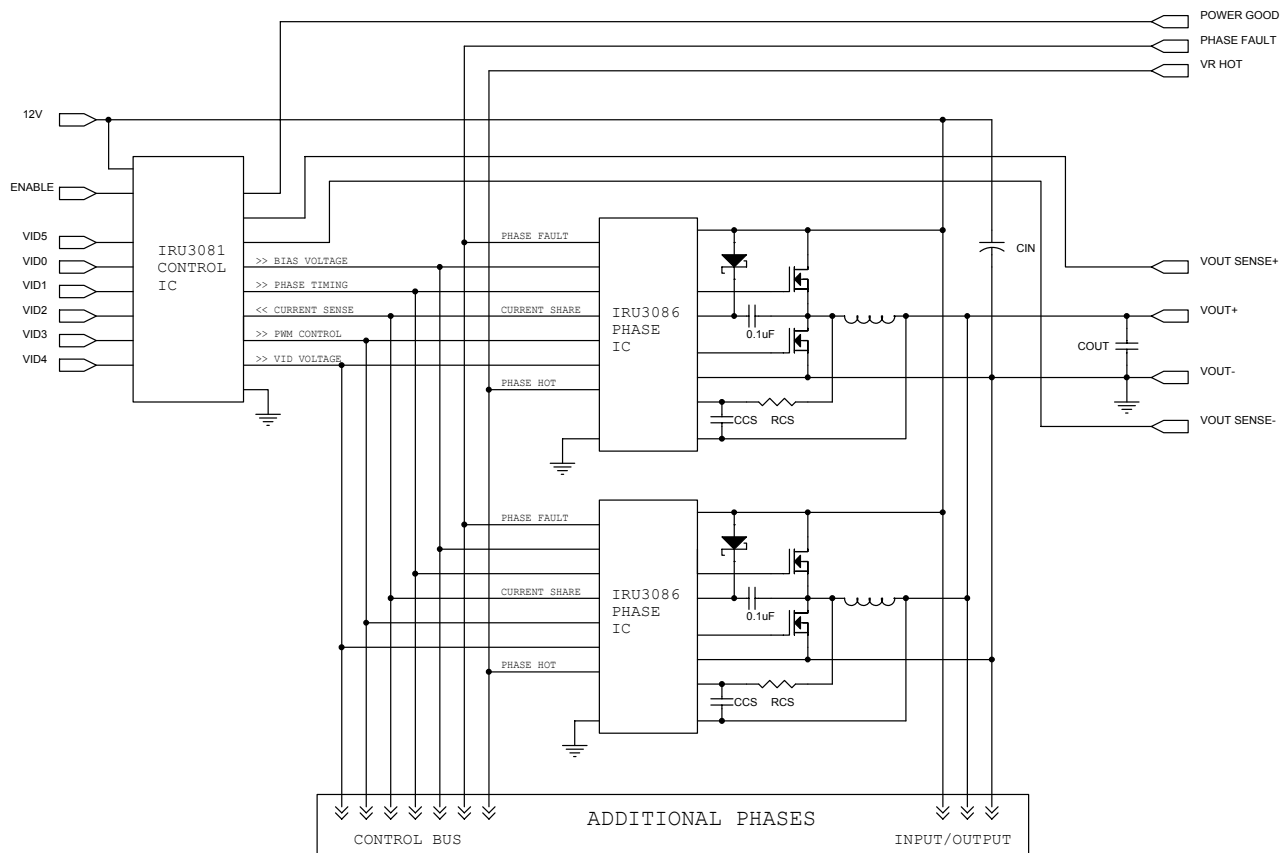 POWER GOOD
PHASE FAULT
VR HOT
12V
ENABLE
VID5
VID0
VID1
VID2
VID3
VID4
IRU3081
CONTROL
IC
>> BIAS VOLTAGE
>> PHASE TIMING
<< CURRENT SENSE
>> PWM CONTROL
>> VID VOLTAGE
PHASE FAULT
CURRENT SHARE
PHASE HOT
IRU3086
PHASE
IC
0.1uF
CCS
RCS
CIN
COUT
VOUT SENSE+
VOUT+
VOUT-
VOUT SENSE-
PHASE FAULT
CURRENT SHARE
PHASE HOT
IRU3086
PHASE
IC
0.1uF
CCS
RCS
ADDITIONAL PHASES
CONTROL BUS
INPUT/OUTPUT